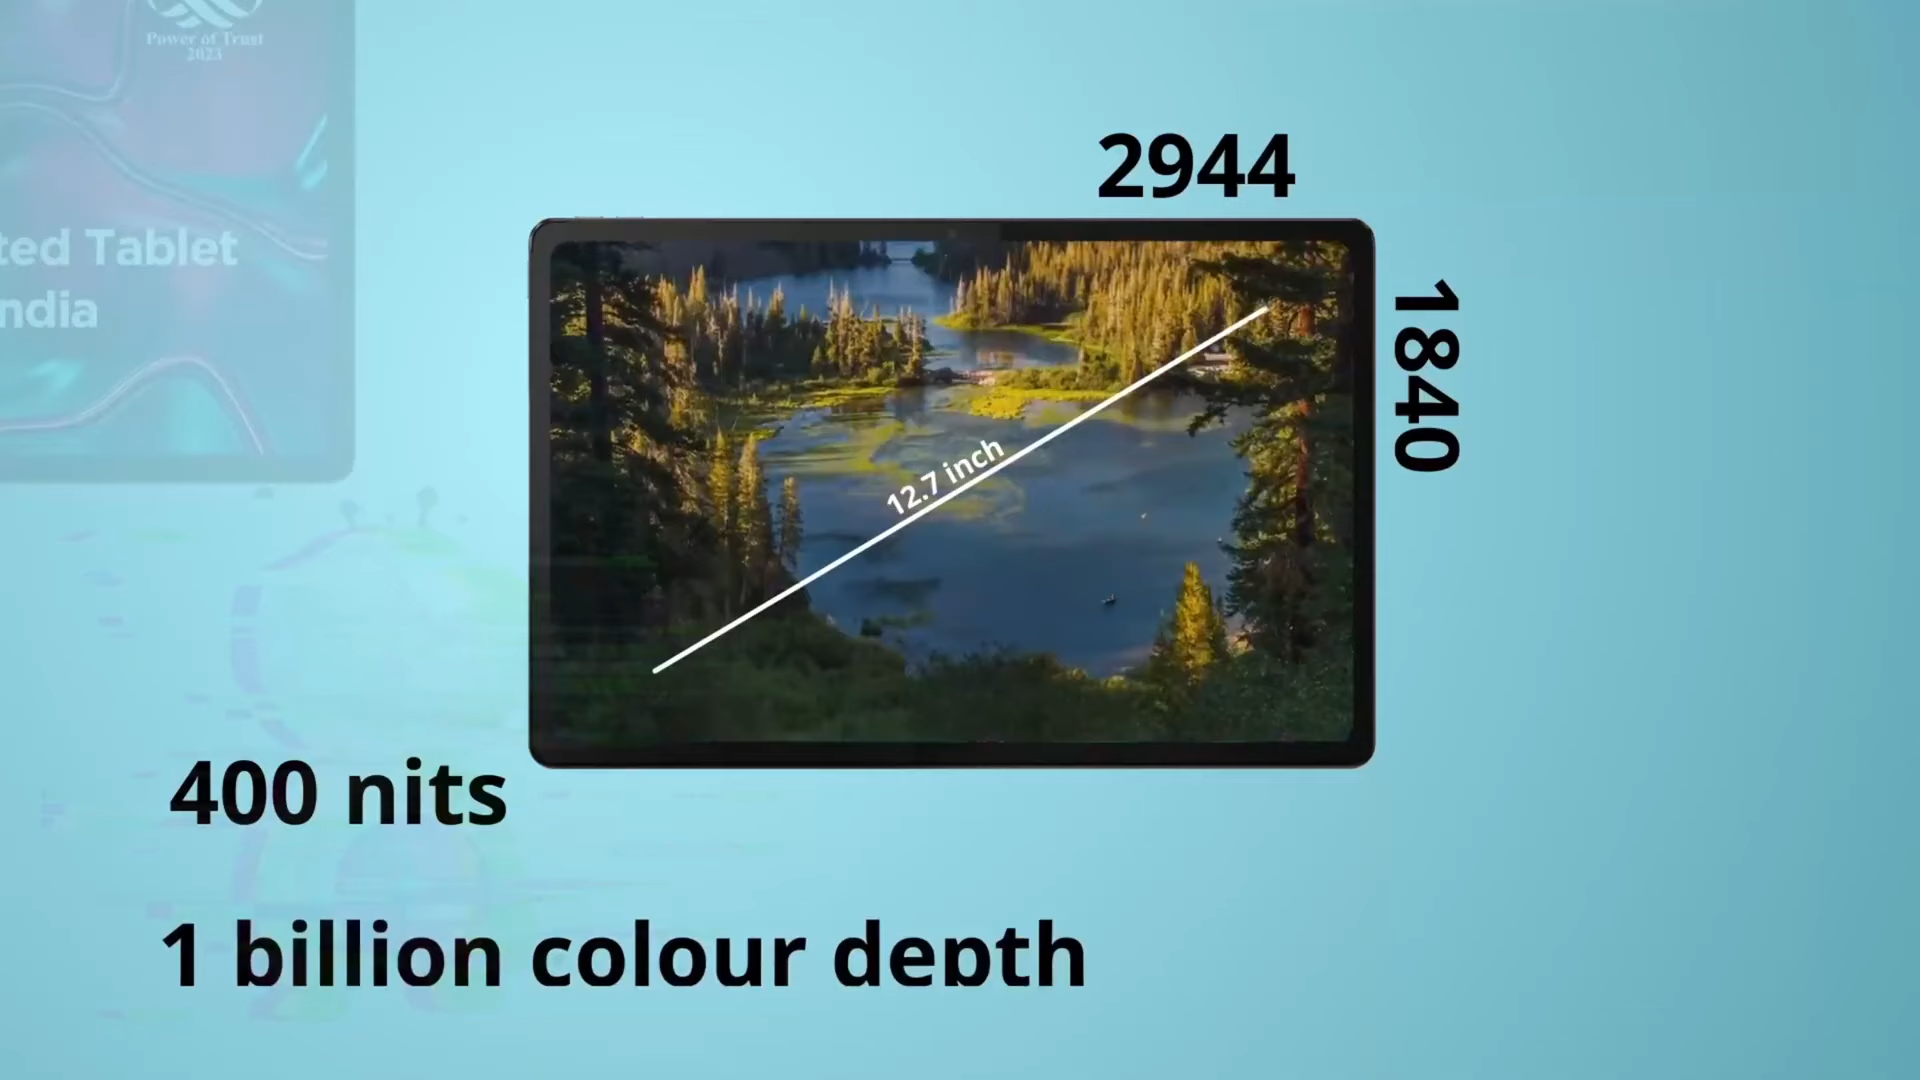 Power of Trust
2023
ted Tablet
ndia
2944
1840
12.7 inch
400 nits
1 billion colour depth